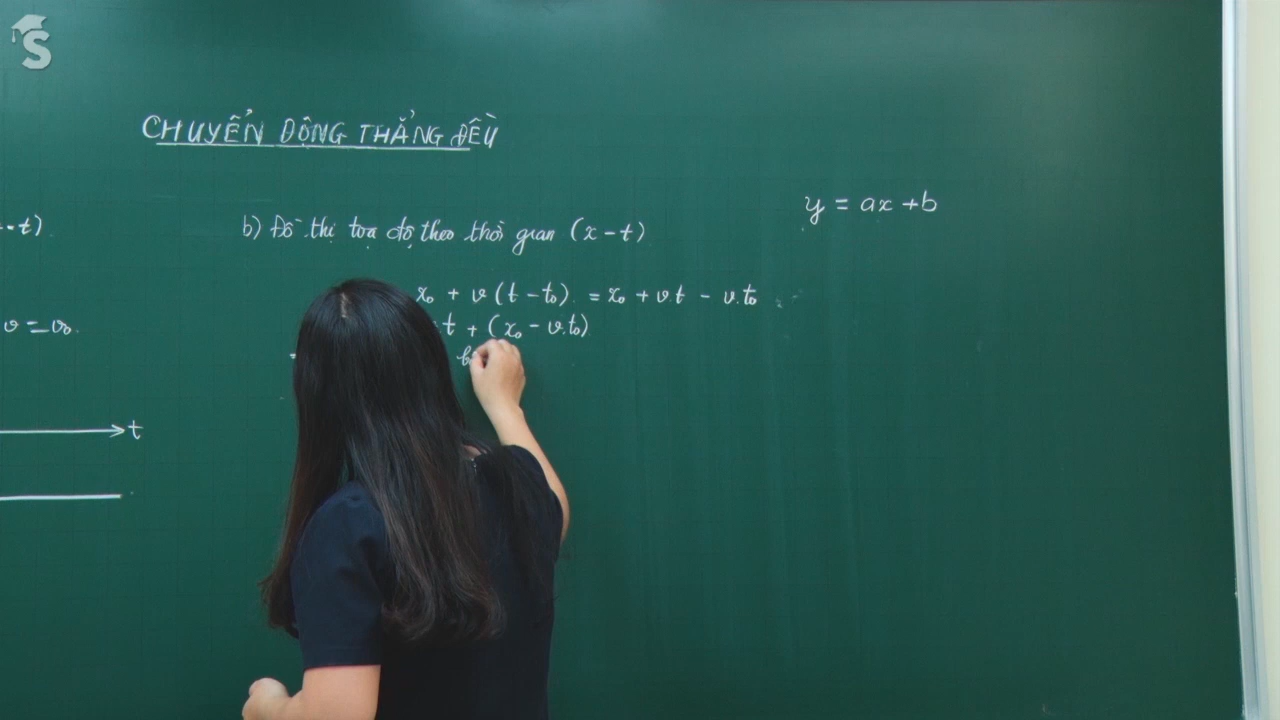 S
CHUYỂN ĐỘNG THẲNG ĐỀU
y = ax + b
-t)
b) Đồ thị toạ độ theo thời gian (x - t)
x₀ + v (t - t₀) = x₀ + vt - v.t₀
v = v₀.
t + (x₀ - v.t₀)
b
t